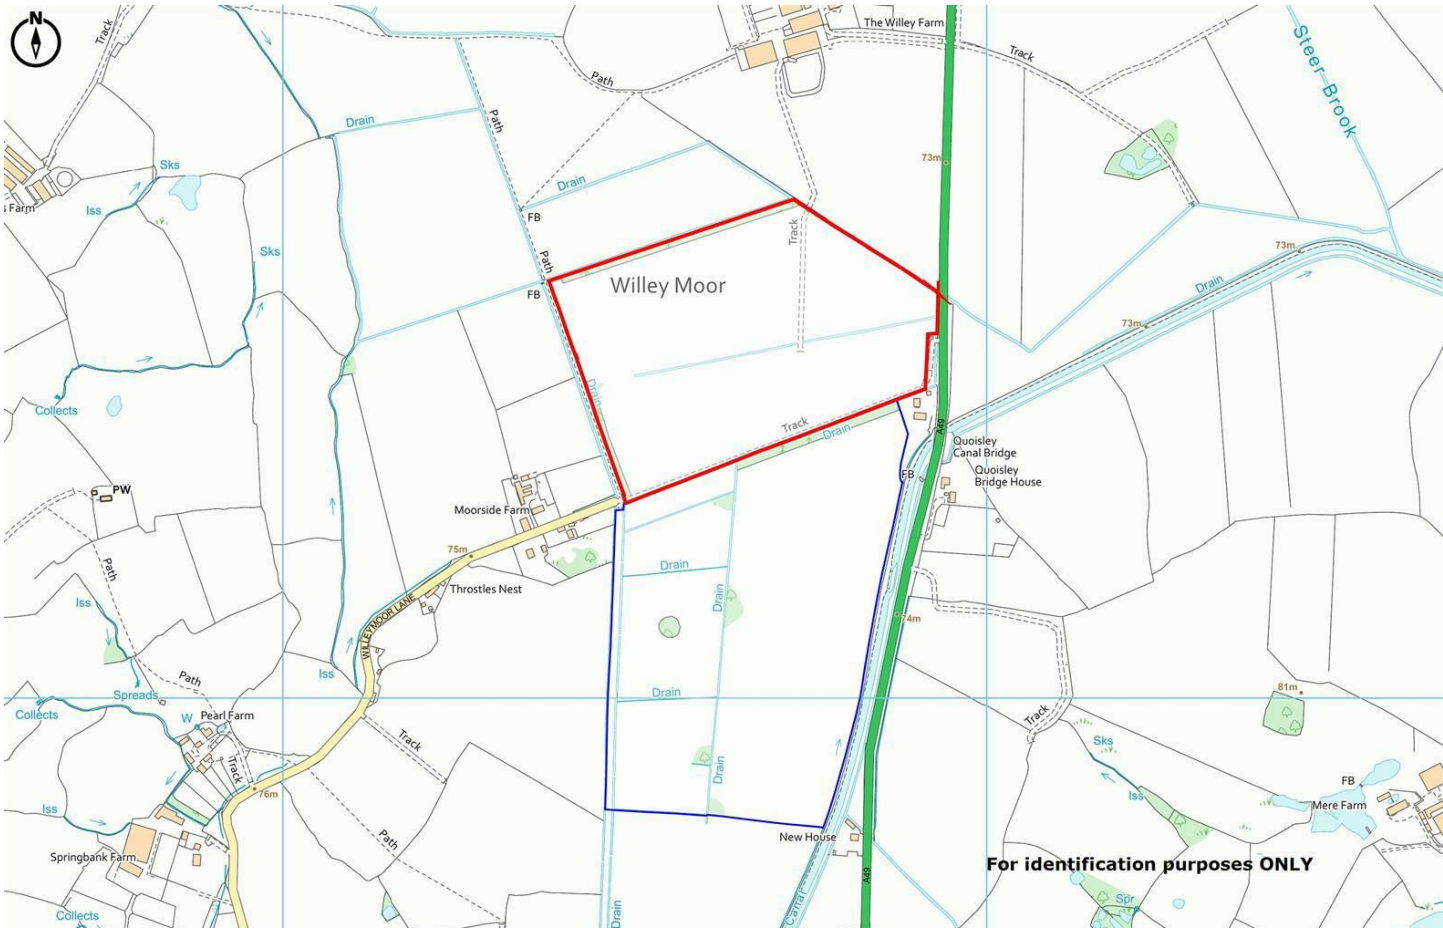 N
Track
The Willey Farm
Track
Steer Brook
Path
Path
Drain
73m
Sks
Iss
s Farm
Drain
FB
Track
Sks
Path
FB
Willey Moor
73m
Drain
73m
Collects
Drain
Track
Drain
A49
Quoisley
Canal Bridge
FB
Quoisley
Bridge House
PW
Moorside Farm
75m
Path
Drain
Throstles Nest
Drain
Iss
WILLEYMOOR LANE
74m
Iss
Path
Spreads
Drain
81m
Collects
W
Pearl Farm
Track
Track
Track
Sks
Drain
FB
Iss
76m
Iss
Mere Farm
Path
New House
Springbank Farm
For identification purposes ONLY
A49
Canal
Spr
Collects
Drain